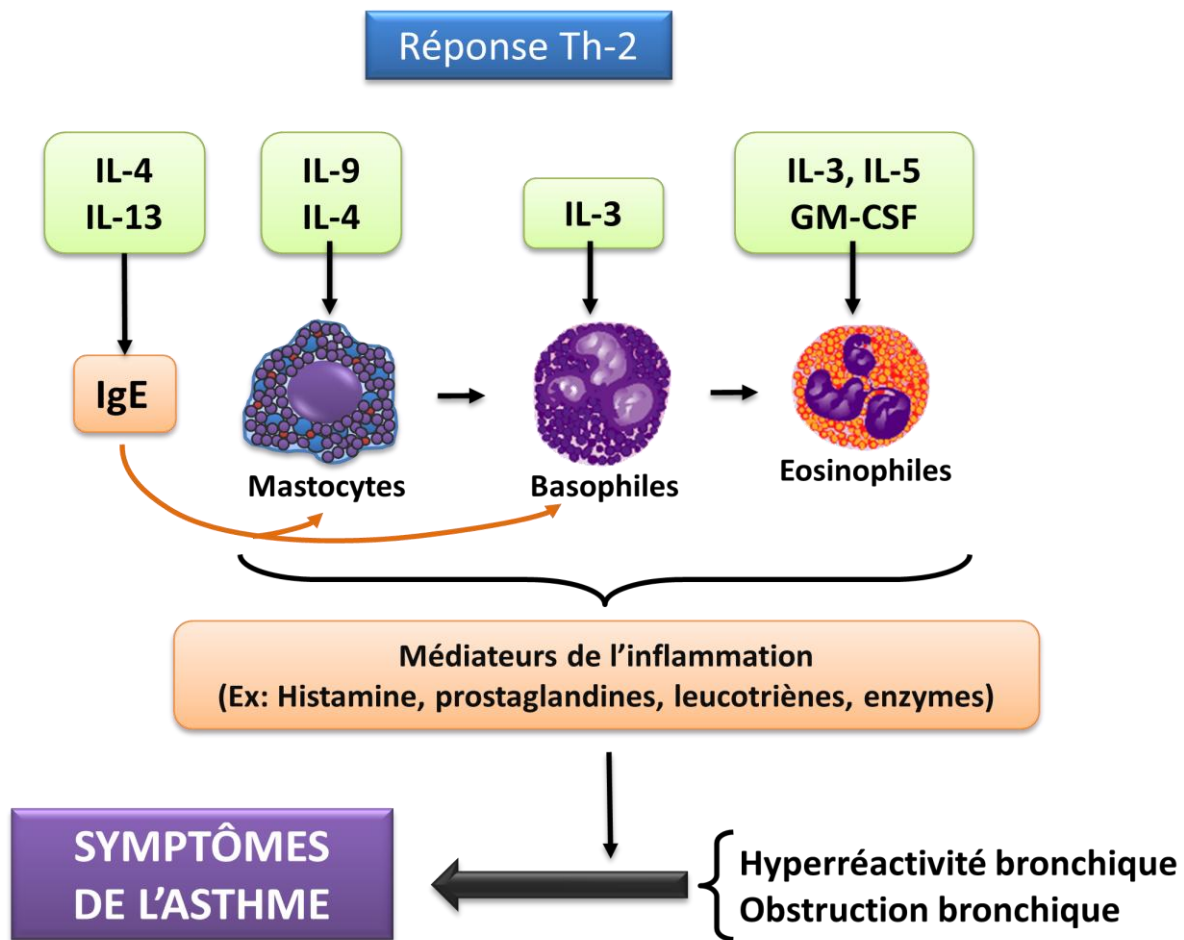 Réponse Th-2
IL-4
IL-13
IL-9
IL-4
IL-3
IL-3, IL-5
GM-CSF
IgE
Mastocytes
Basophiles
Eosinophiles
Médiateurs de l'inflammation
(Ex: Histamine, prostaglandines, leucotriènes, enzymes)
SYMPTÔMES
DE L'ASTHME
Hyperréactivité bronchique
Obstruction bronchique